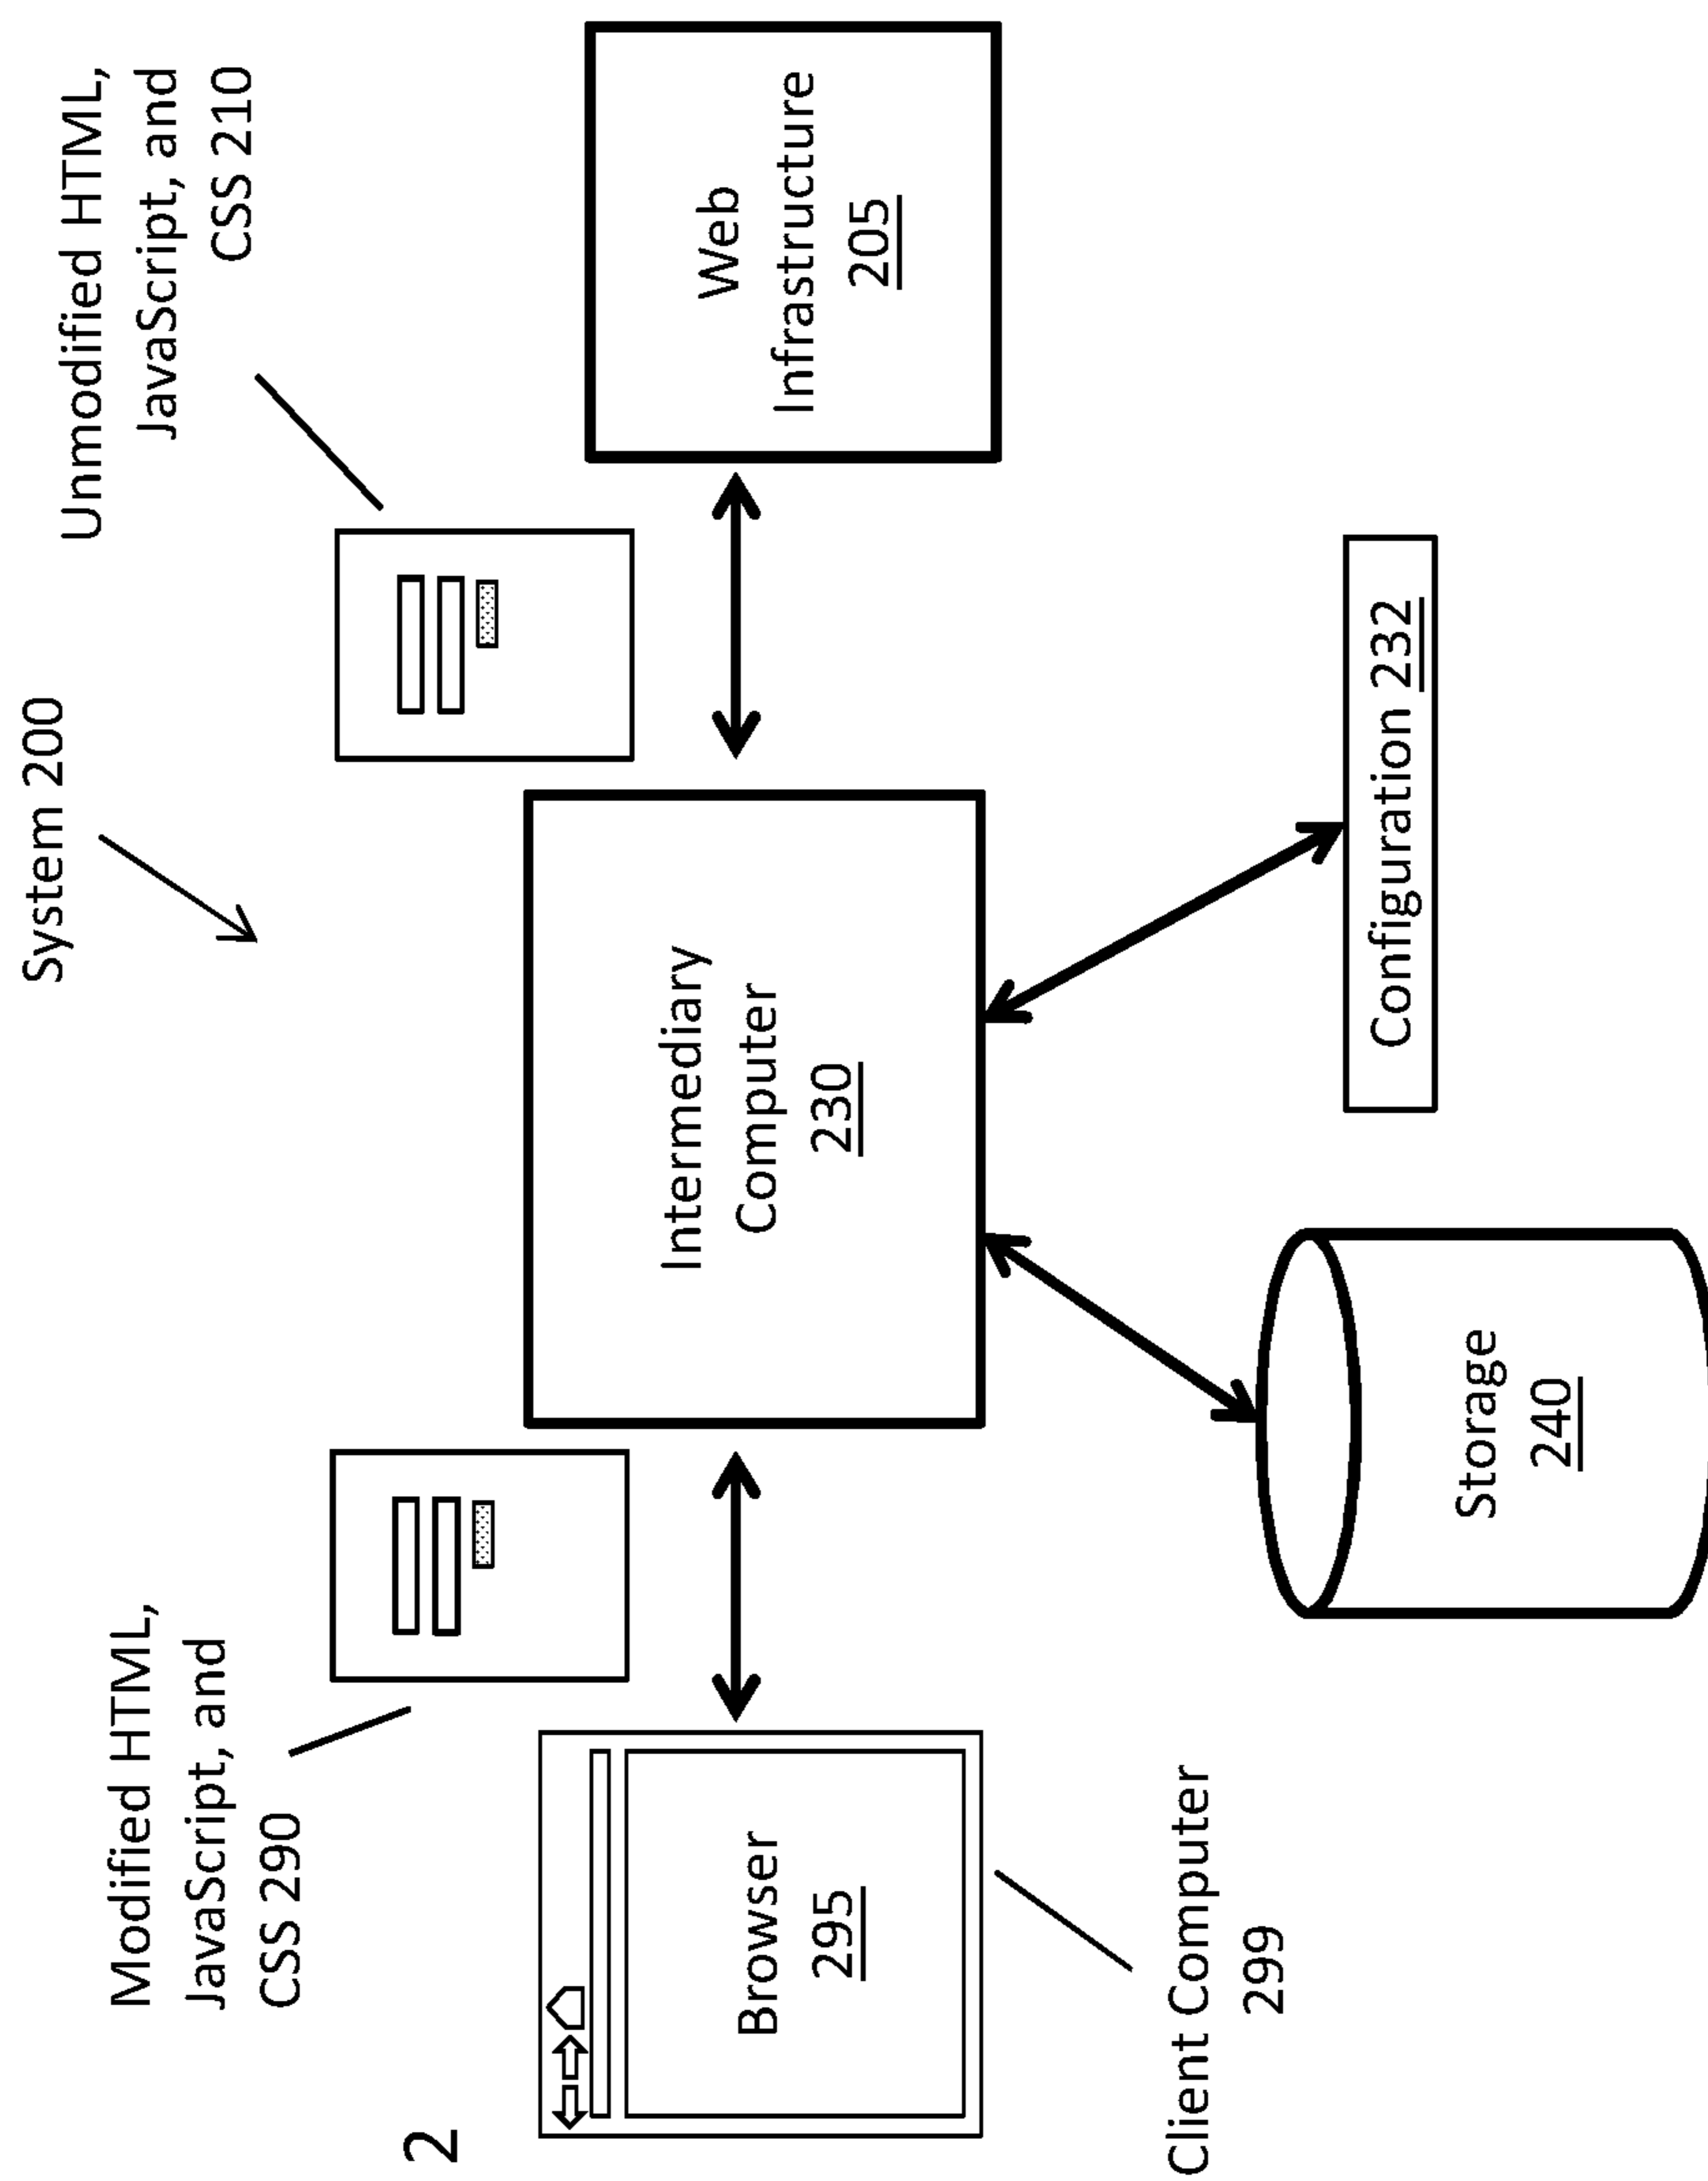 System 200
Modified HTML,
JavaScript, and
CSS 290
Unmodified HTML,
JavaScript, and
CSS 210
2
Browser
295
Intermediary
Computer
230
Web
Infrastructure
205
Client Computer
299
Storage
240
Configuration 232